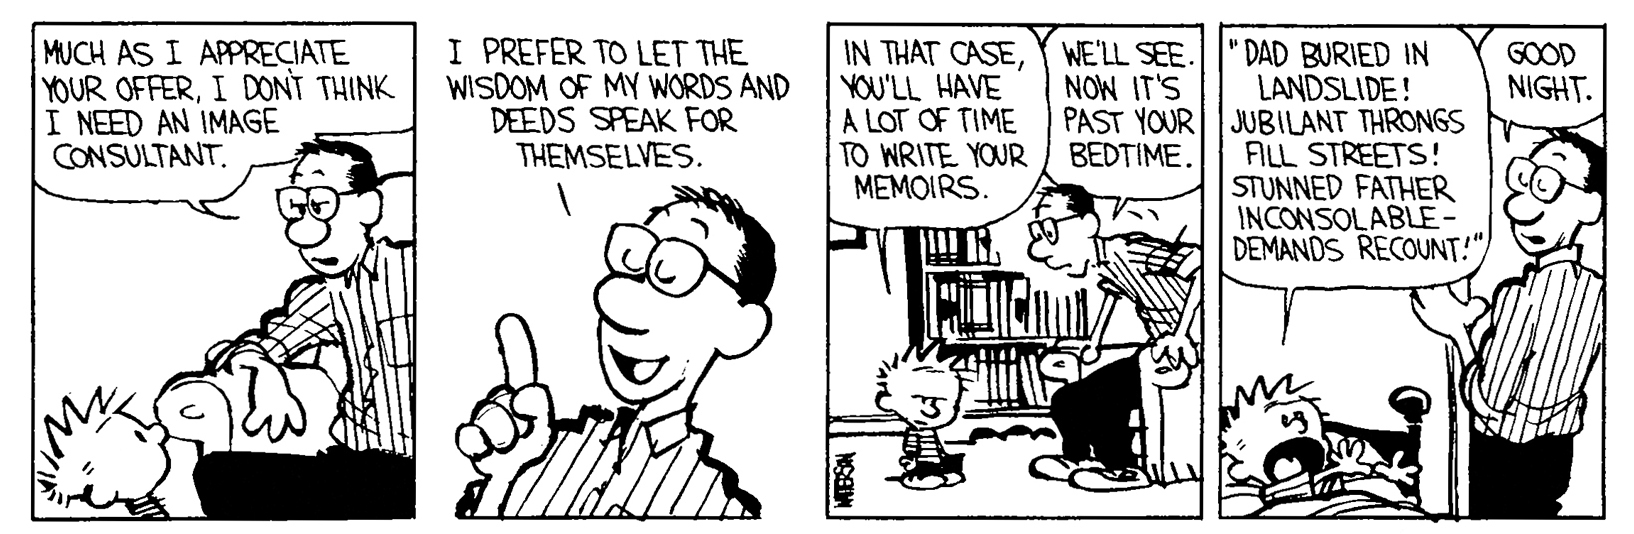 MUCH AS I APPRECIATE
YOUR OFFER, I DON'T THINK
I NEED AN IMAGE
CONSULTANT.
I PREFER TO LET THE
WISDOM OF MY WORDS AND
DEEDS SPEAK FOR
THEMSELVES.
IN THAT CASE,
YOU'LL HAVE
A LOT OF TIME
TO WRITE YOUR
MEMOIRS.
WE'LL SEE.
NOW IT'S
PAST YOUR
BEDTIME.
WATTERSON
"DAD BURIED IN
LANDSLIDE!
JUBILANT THRONGS
FILL STREETS!
STUNNED FATHER
INCONSOLABLE-
DEMANDS RECOUNT!"
GOOD
NIGHT.